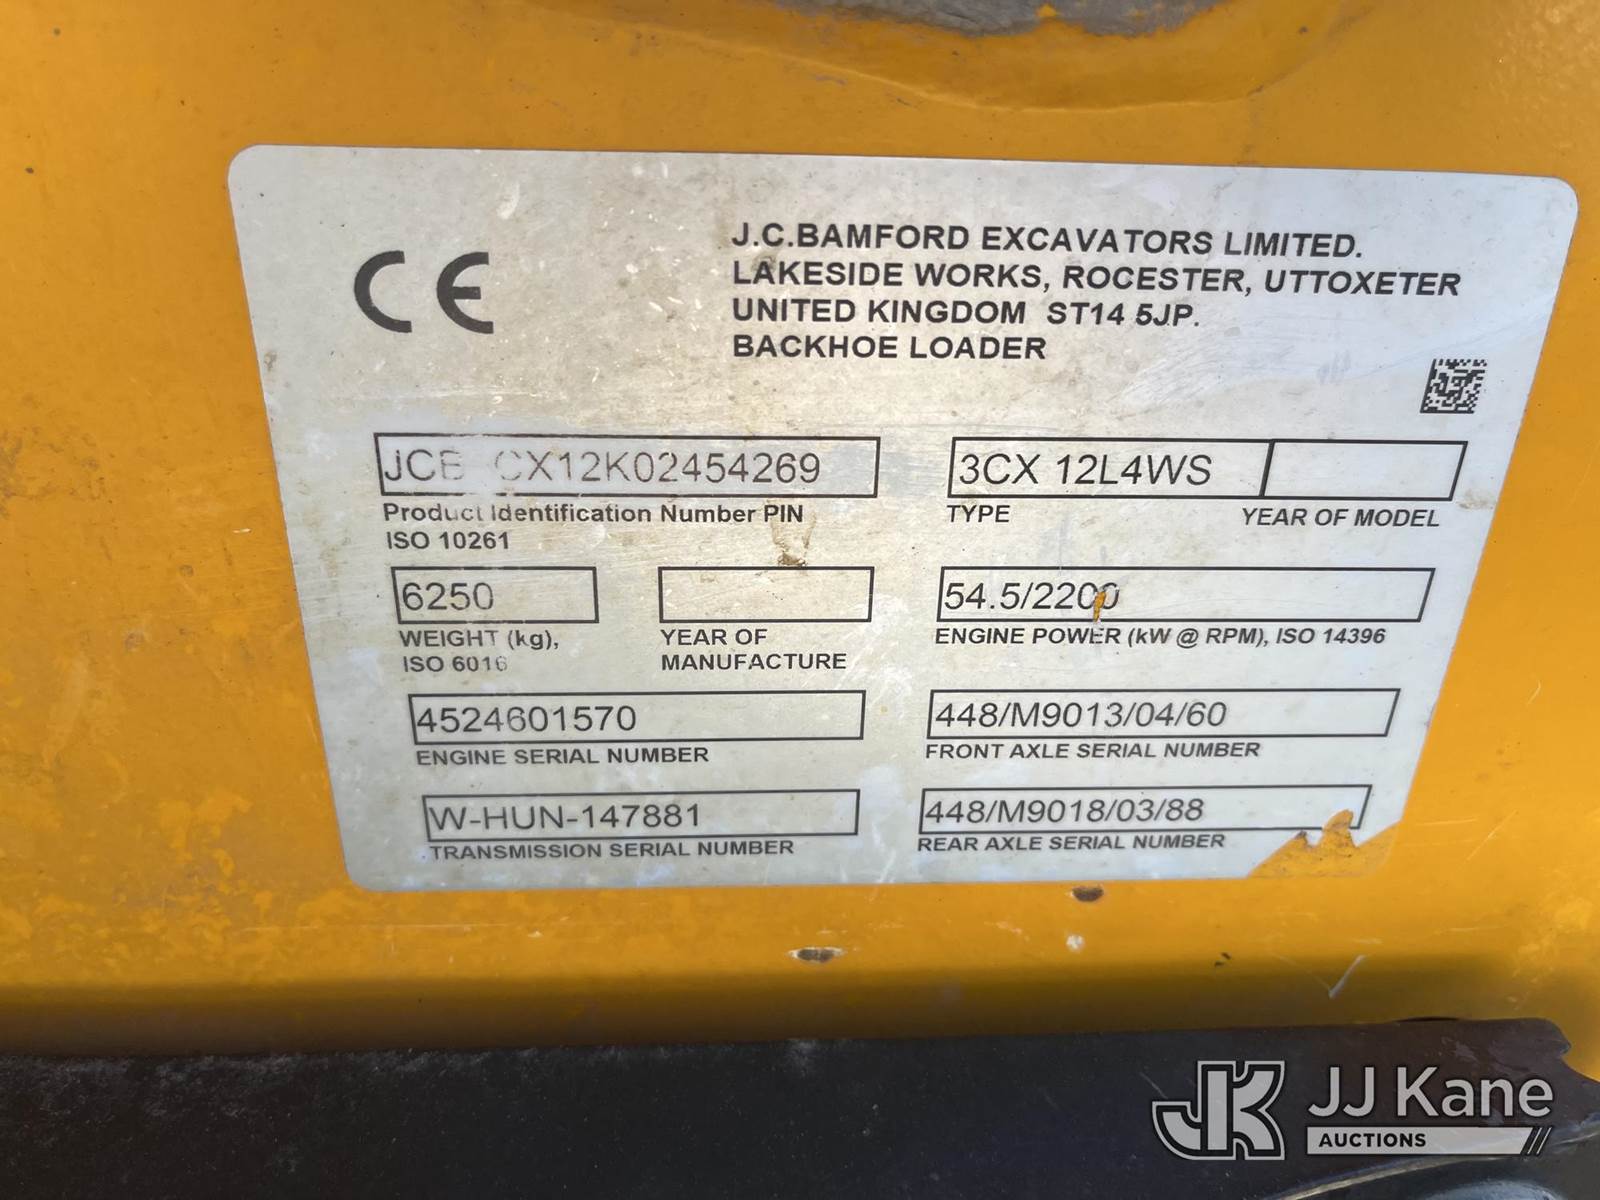 CE
J.C.BAMFORD EXCAVATORS LIMITED.
LAKESIDE WORKS, ROCESTER, UTTOXETER
UNITED KINGDOM ST14 5JP.
BACKHOE LOADER
CX12K02454269
Product Identification Number PIN
ISO 10261
3CX 12L4WS
TYPE
YEAR OF MODEL
6250
WEIGHT (kg),
ISO 6016
YEAR OF
MANUFACTURE
54.5/2200
ENGINE POWER (kW @ RPM), ISO 14396
4524601570
ENGINE SERIAL NUMBER
448/M9013/04/60
FRONT AXLE SERIAL NUMBER
W-HUN-147881
TRANSMISSION SERIAL NUMBER
448/M9018/03/88
REAR AXLE SERIAL NUMBER
JK JJ Kane
AUCTIONS